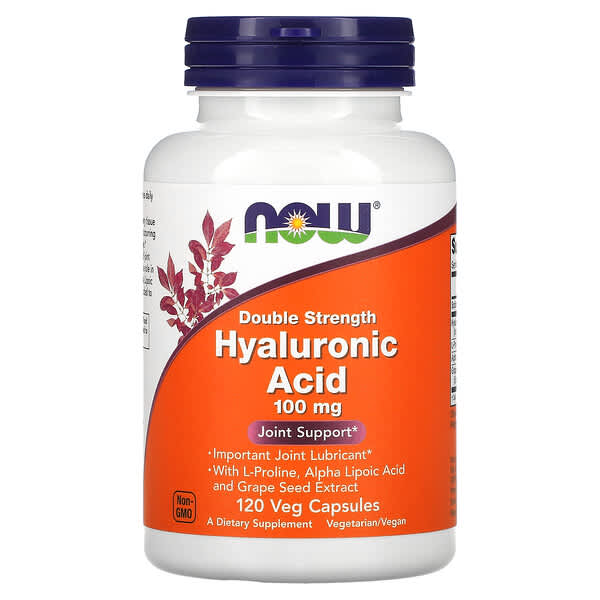 now®
Double Strength
Hyaluronic
Acid
100 mg
Joint Support*
• Important Joint Lubricant*
• With L-Proline, Alpha Lipoic Acid
and Grape Seed Extract
120 Veg Capsules
Non-
GMO
A Dietary Supplement Vegetarian/Vegan
daily